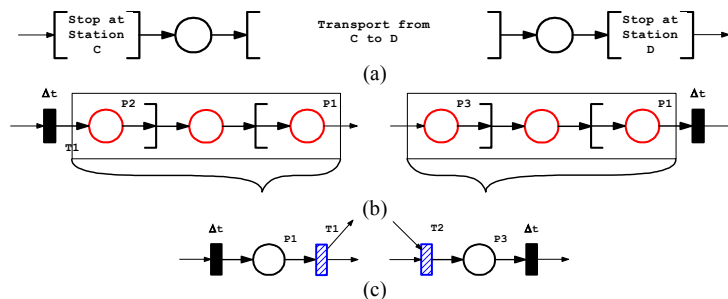 Stop at
Station
C
Transport from
C to D
Stop at
Station
D
(a)
Δt
P2
P1
T1
P3
P1
Δt
(b)
Δt
P1
T1
T2
P3
Δt
(c)